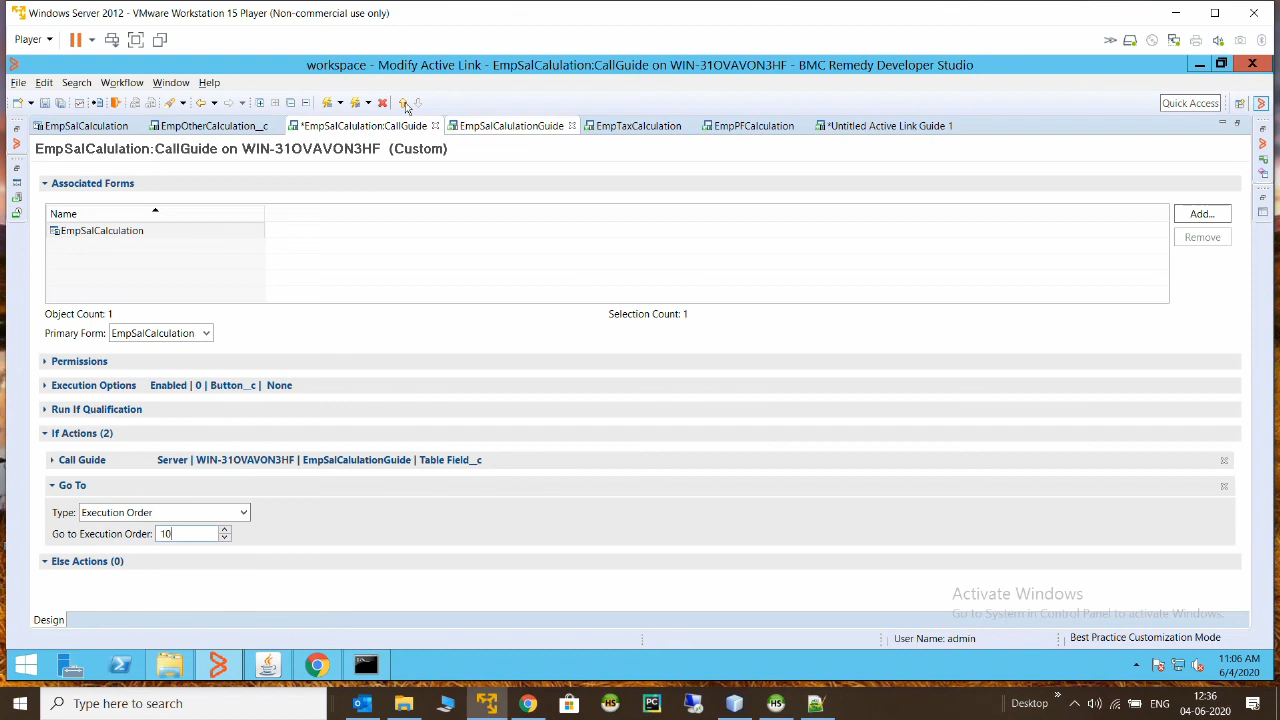 Windows Server 2012 - VMware Workstation 15 Player (Non-commercial use only)
Player
workspace - Modify Active Link - EmpSalCalulation:CallGuide on WIN-31OVAVON3HF - BMC Remedy Developer Studio
File Edit Search Workflow Window Help
Quick Access
EmpSalCalculation EmpOtherCalculation__c *EmpSalCalulation:CallGuide EmpSalCalulationGuide EmpTaxCalculation EmpPFCalculation *Untitled Active Link Guide 1
EmpSalCalulation:CallGuide on WIN-31OVAVON3HF (Custom)
Associated Forms
Name
Add...
EmpSalCalculation
Remove
Object Count: 1 Selection Count: 1
Primary Form: EmpSalCalculation
Permissions
Execution Options Enabled | 0 | Button__c | None
Run If Qualification
If Actions (2)
Call Guide Server | WIN-31OVAVON3HF | EmpSalCalulationGuide | Table Field__c
Go To
Type: Execution Order
Go to Execution Order: 10
Else Actions (0)
Activate Windows
Go to System in Control Panel to activate Windows.
Design
User Name: admin Best Practice Customization Mode
11:06 AM
6/4/2020
Type here to search
Desktop
12:36
04-06-2020